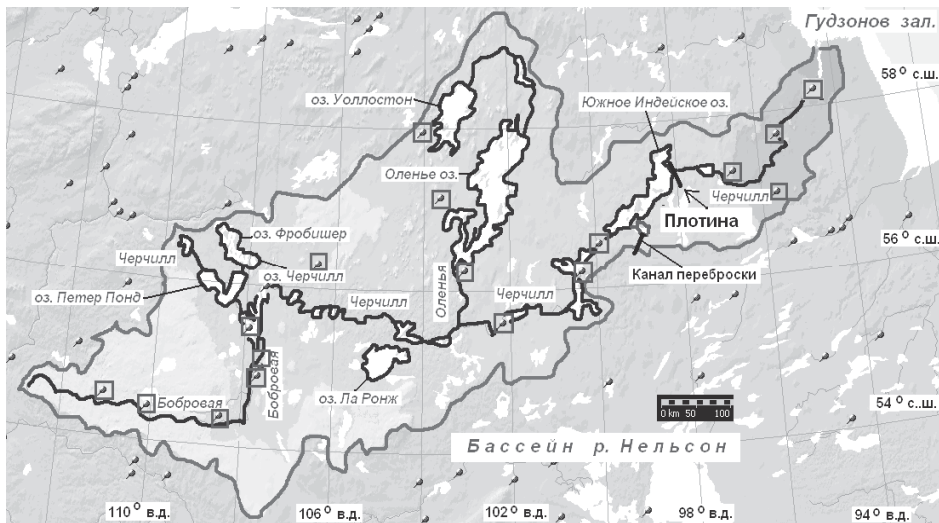 Гудзонов зал.
58° с.ш.
оз. Уоллостон
Южное Индейское оз.
Оленье оз.
Черчилл
Плотина
оз. Фробишер
56° с.ш.
Черчилл
оз. Черчилл
Канал переброски
оз. Петер Понд
Черчилл
Оленья
Черчилл
Бобровая
Бобровая
оз. Ла Ронж
0 km 50 100
54° с..ш.
Бассейн р. Нельсон
110° в.д.
106° в.д.
102° в.д.
98° в.д.
94° в.д.